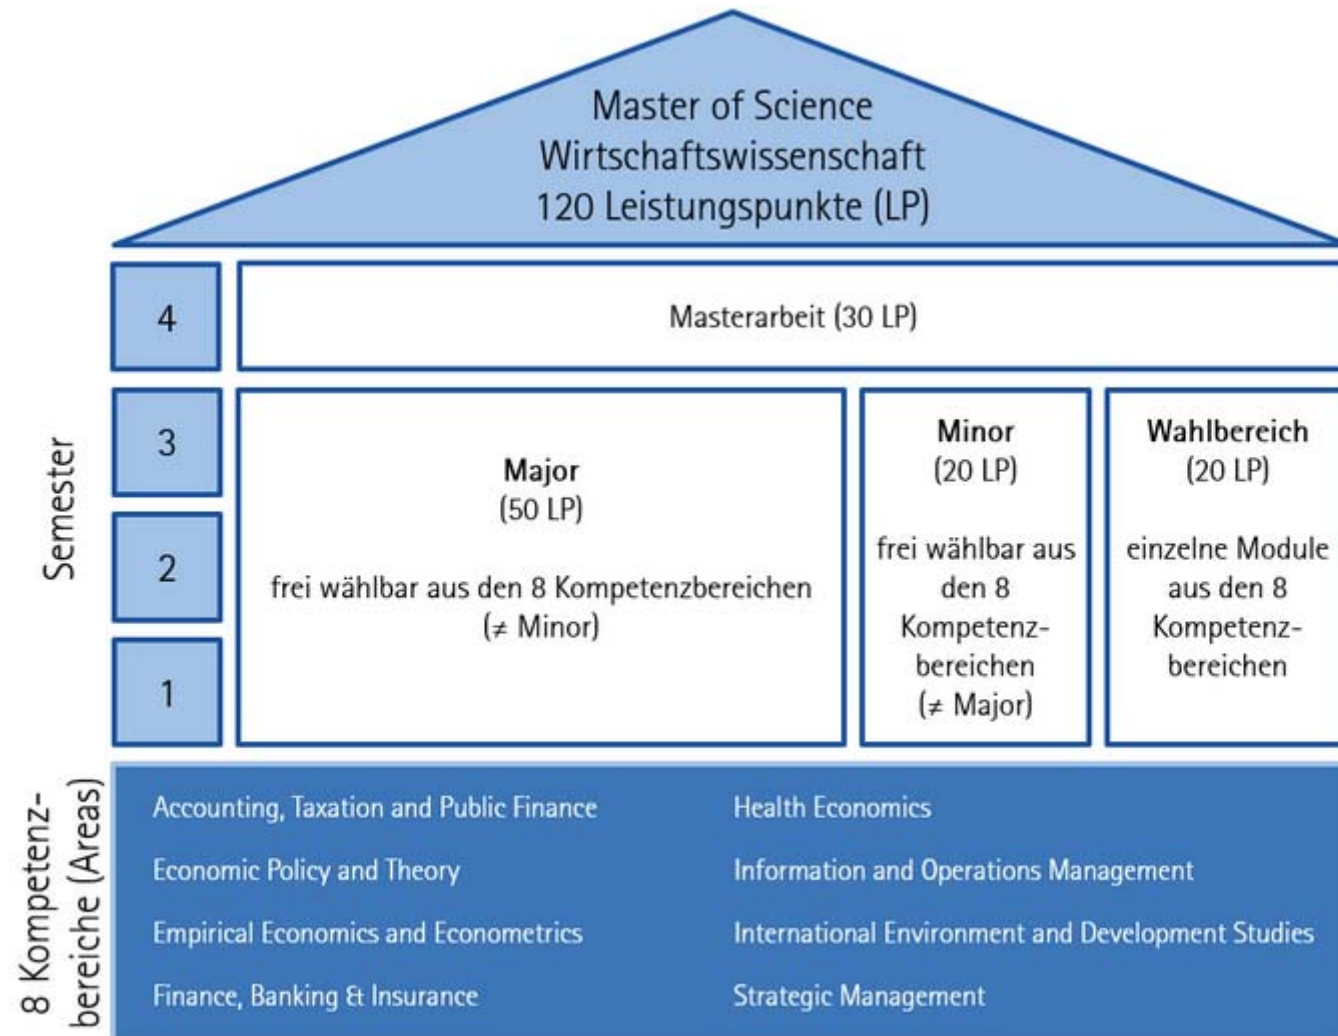 Master of Science
Wirtschaftswissenschaft
120 Leistungspunkte (LP)
4
Masterarbeit (30 LP)
Semester
3
2
1
Major
(50 LP)
frei wählbar aus den 8 Kompetenzbereichen
(≠ Minor)
Minor
(20 LP)
frei wählbar aus
den 8
Kompetenz-
bereichen
(≠ Major)
Wahlbereich
(20 LP)
einzelne Module
aus den 8
Kompetenz-
bereichen
8 Kompetenz-
bereiche (Areas)
Accounting, Taxation and Public Finance
Economic Policy and Theory
Empirical Economics and Econometrics
Finance, Banking & Insurance
Health Economics
Information and Operations Management
International Environment and Development Studies
Strategic Management